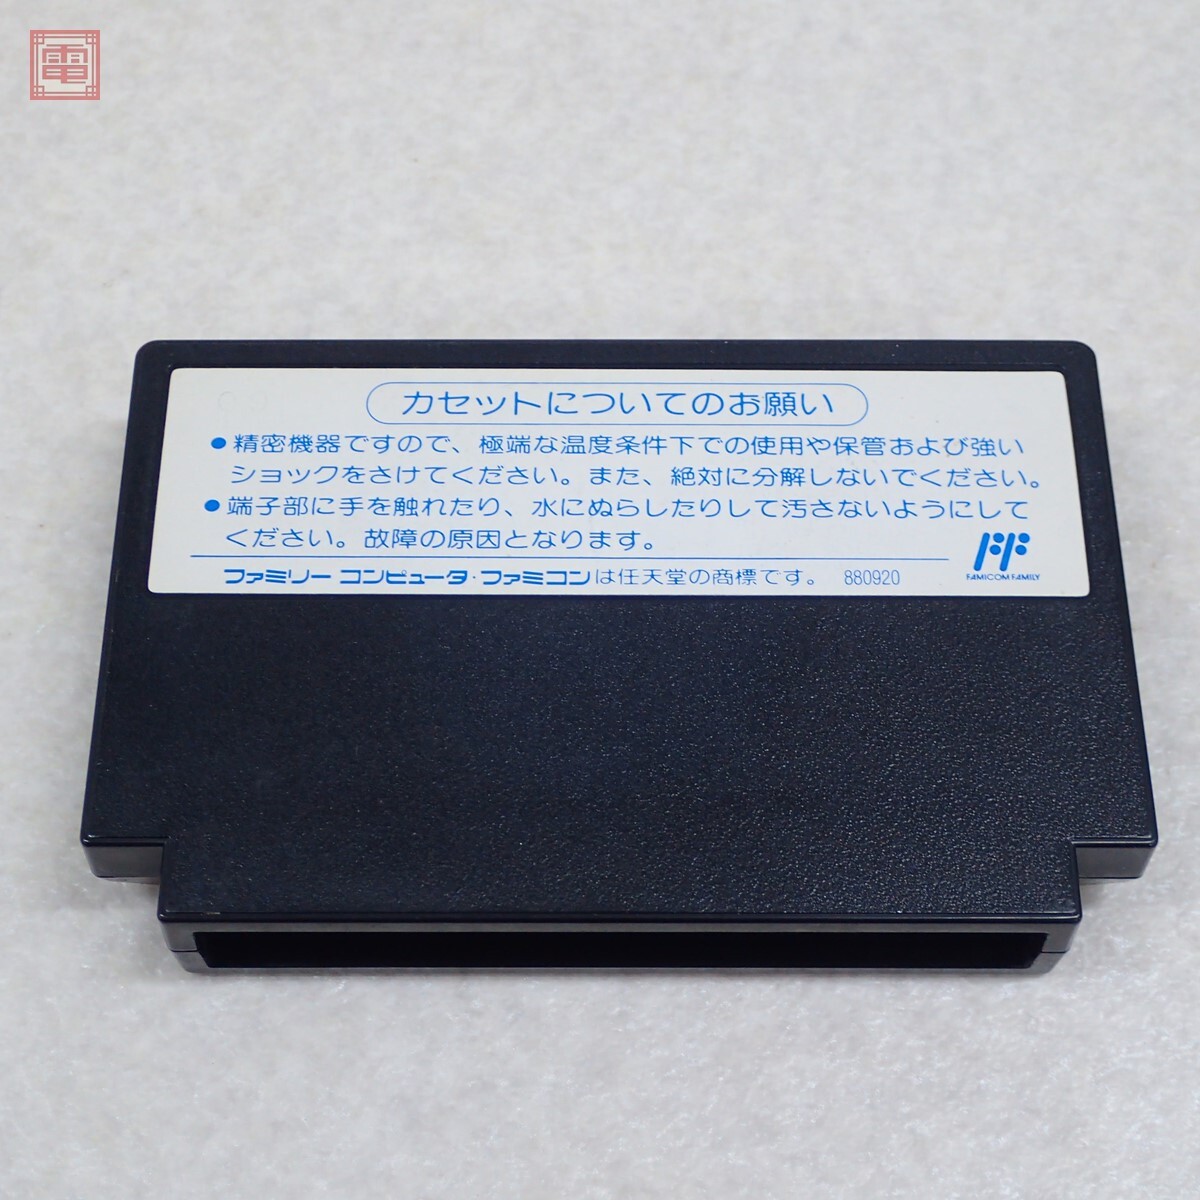 電
カセットについてのお願い
●精密機器ですので、極端な温度条件下での使用や保管および強い
ショックをさけてください。また、絶対に分解しないでください。
●端子部に手を触れたり、水にぬらしたりして汚さないようにして
ください。故障の原因となります。
FF
FAMICOM FAMILY
ファミリー コンピュータ・ファミコンは任天堂の商標です。 880920